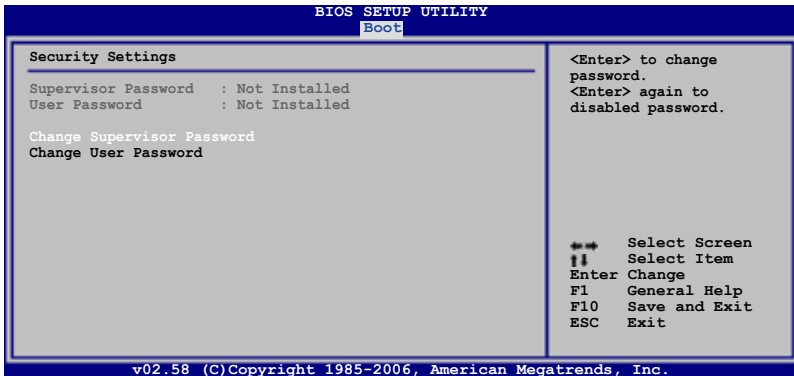 BIOS SETUP UTILITY
Boot
Security Settings
Supervisor Password : Not Installed
User Password : Not Installed
Change Supervisor Password
Change User Password
<Enter> to change
password.
<Enter> again to
disabled password.
←→ Select Screen
↑↓ Select Item
Enter Change
F1 General Help
F10 Save and Exit
ESC Exit
v02.58 (C)Copyright 1985-2006, American Megatrends, Inc.